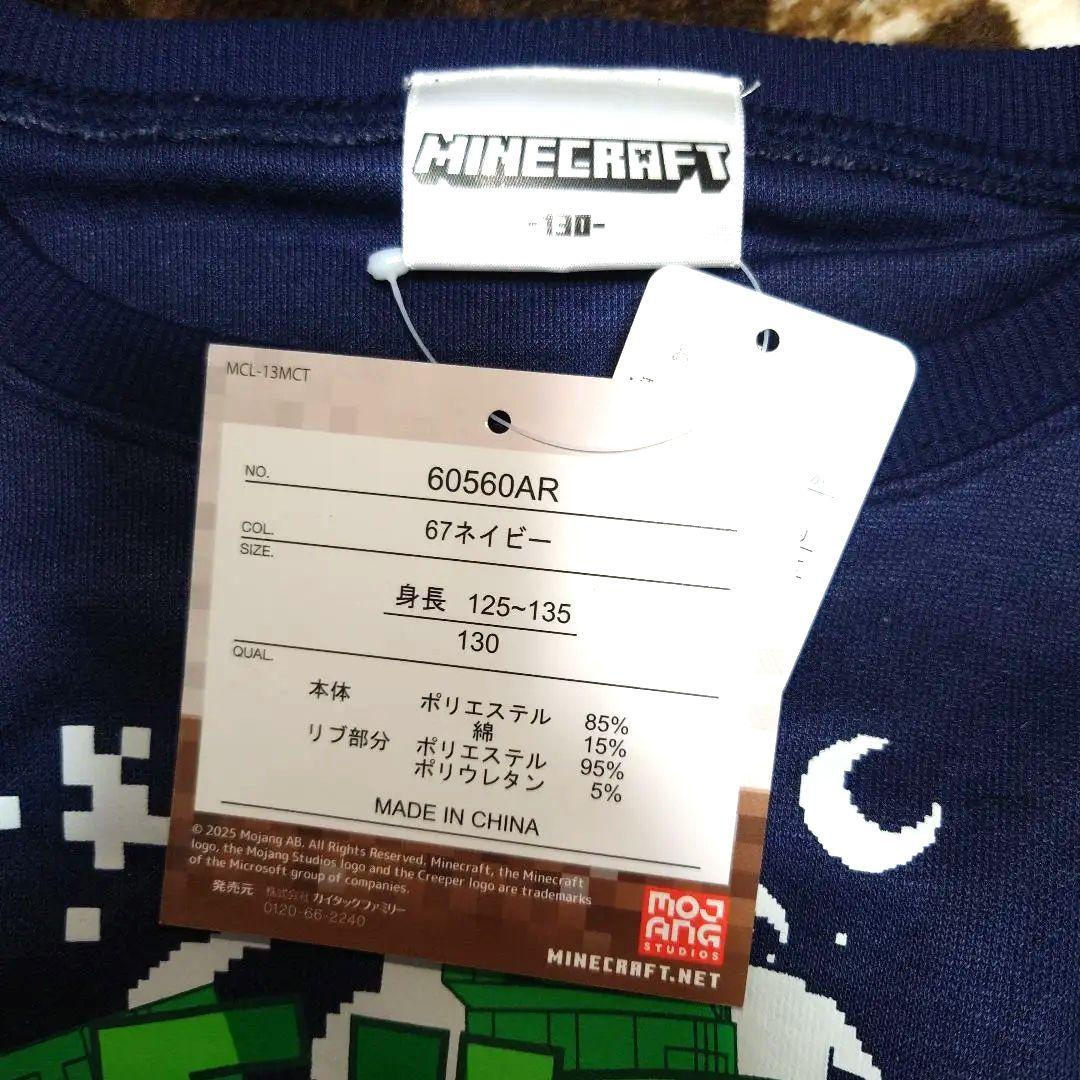 MINECRAFT
-130-
MCL-13MCT
NO. 60560AR
COL. 67ネイビー
SIZE.
身長 125~135
130
QUAL.
本体 ポリエステル 85%
綿 15%
リブ部分 ポリエステル 95%
ポリウレタン 5%
MADE IN CHINA
© 2025 Mojang AB. All Rights Reserved, Minecraft, the Minecraft
logo, the Mojang Studios logo and the Creeper logo are trademarks
of the Microsoft group of companies.
発売元 株式会社 カイタックファミリー
0120-66-2240
MOJ
ANG
STUDIOS
MINECRAFT.NET